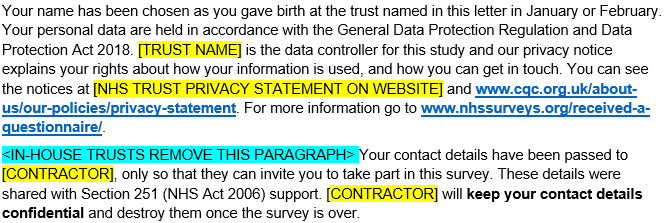 Your name has been chosen as you gave birth at the trust named in this letter in January or February.
Your personal data are held in accordance with the General Data Protection Regulation and Data
Protection Act 2018. [TRUST NAME] is the data controller for this study and our privacy notice
explains your rights about how your information is used, and how you can get in touch. You can see
the notices at [NHS TRUST PRIVACY STATEMENT ON WEBSITE] and www.cqc.org.uk/about-
us/our-policies/privacy-statement. For more information go to www.nhssurveys.org/received-a-
questionnaire/.
<IN-HOUSE TRUSTS REMOVE THIS PARAGRAPH> Your contact details have been passed to
[CONTRACTOR], only so that they can invite you to take part in this survey. These details were
shared with Section 251 (NHS Act 2006) support. [CONTRACTOR] will keep your contact details
confidential and destroy them once the survey is over.